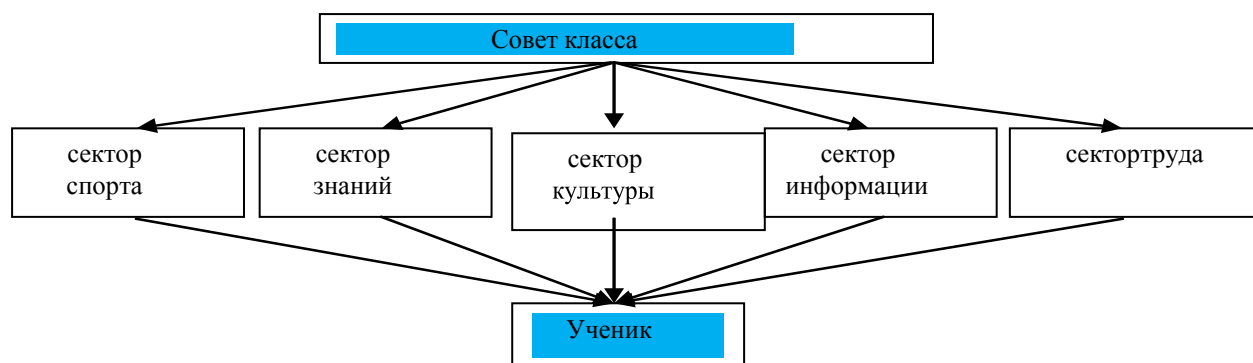 Совет класса
сектор
спорта
сектор
знаний
сектор
культуры
сектор
информации
сектортруда
Ученик